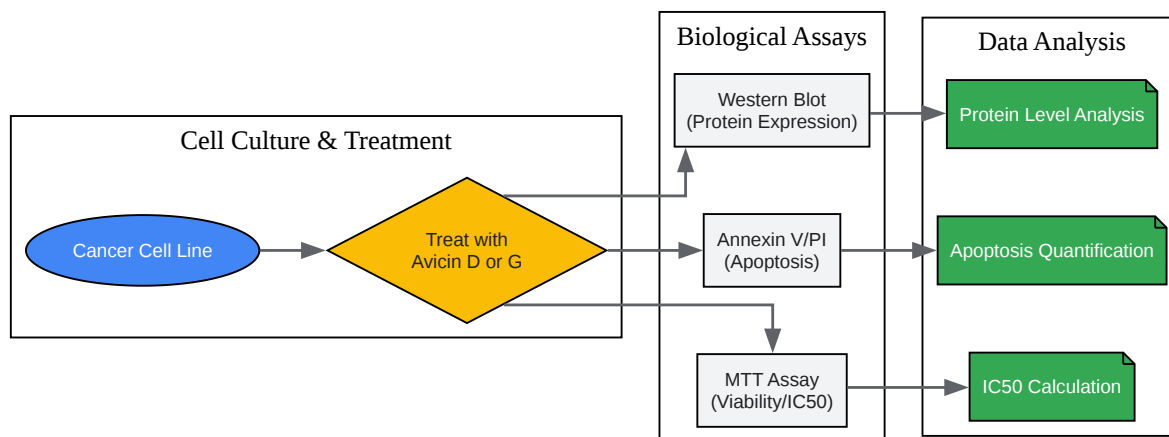 Cell Culture & Treatment
Cancer Cell Line
Treat with
Avicin D or G
Biological Assays
Western Blot
(Protein Expression)
Annexin V/PI
(Apoptosis)
MTT Assay
(Viability/IC50)
Data Analysis
Protein Level Analysis
Apoptosis Quantification
IC50 Calculation